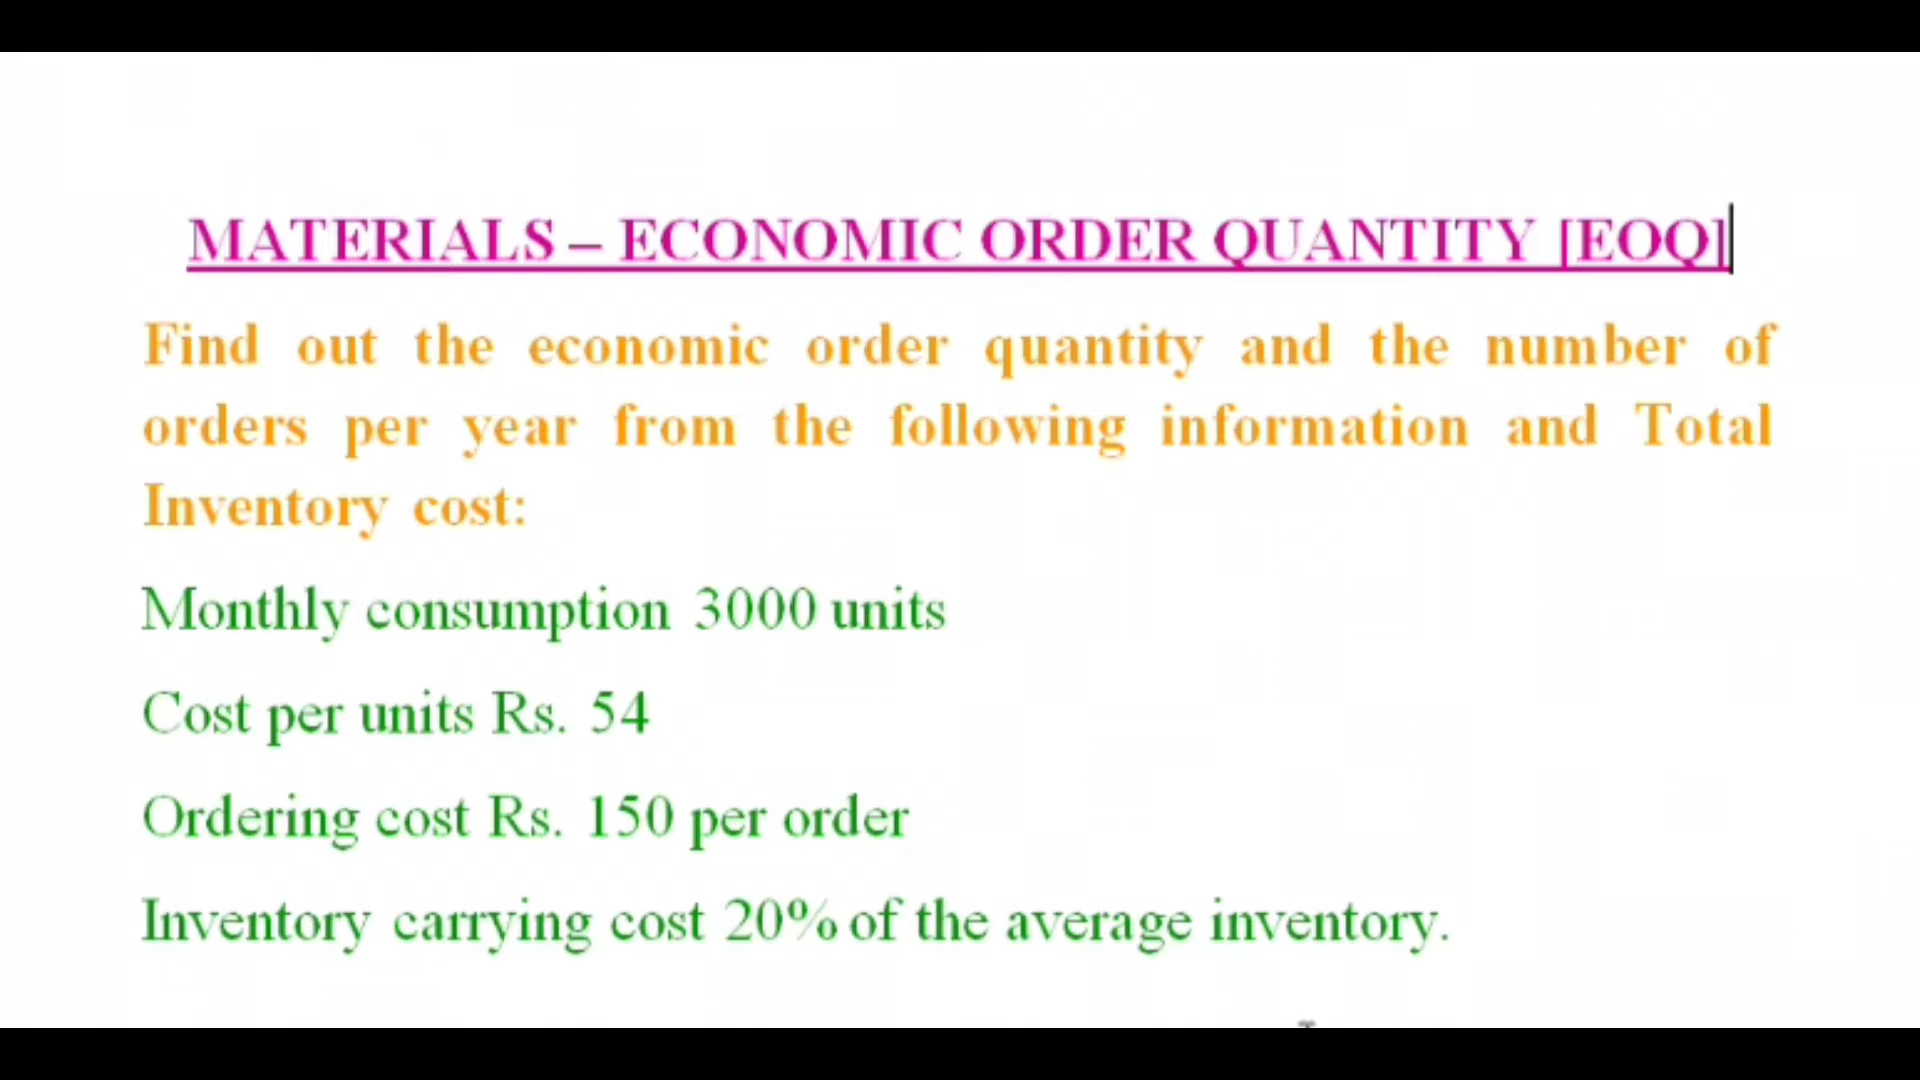 MATERIALS – ECONOMIC ORDER QUANTITY [EOQ]
Find out the economic order quantity and the number of
orders per year from the following information and Total
Inventory cost:
Monthly consumption 3000 units
Cost per units Rs. 54
Ordering cost Rs. 150 per order
Inventory carrying cost 20% of the average inventory.